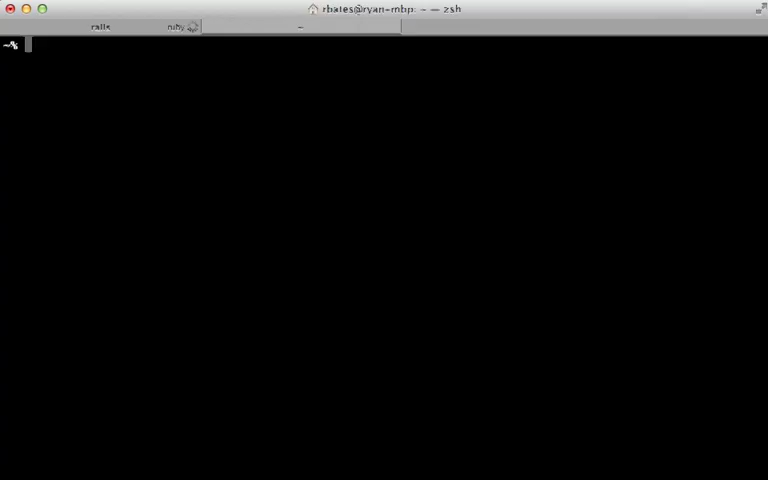 rbates@ryan-mbp: ~ — zsh
rails ruby ~
~%